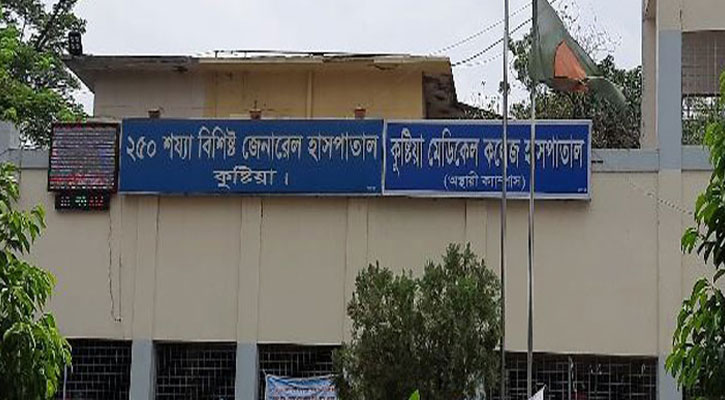 ২৫০ শয্যা বিশিষ্ট জেনারেল হাসপাতাল
কুষ্টিয়া।
কুষ্টিয়া মেডিকেল কলেজ হাসপাতাল
(অস্থায়ী ক্যাম্পাস)